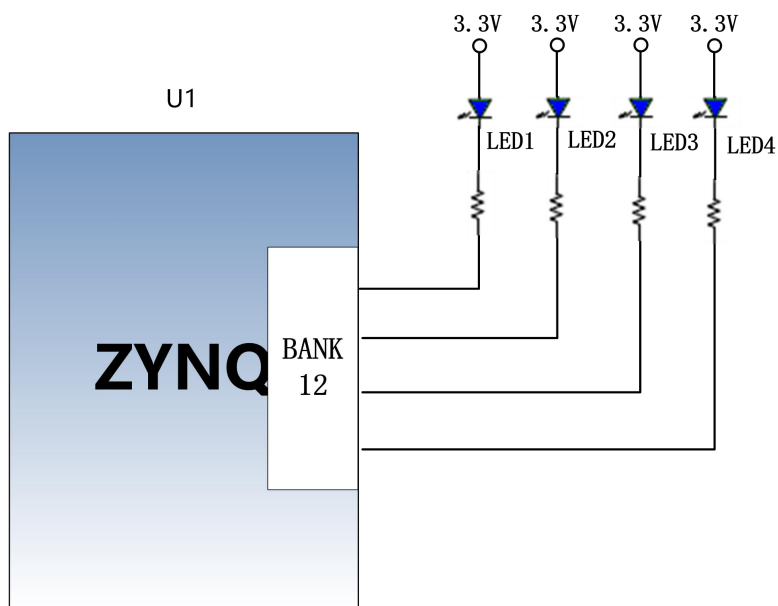 3.3V 3.3V 3.3V 3.3V
U1
LED1 LED2 LED3 LED4
ZYNQ
BANK
12